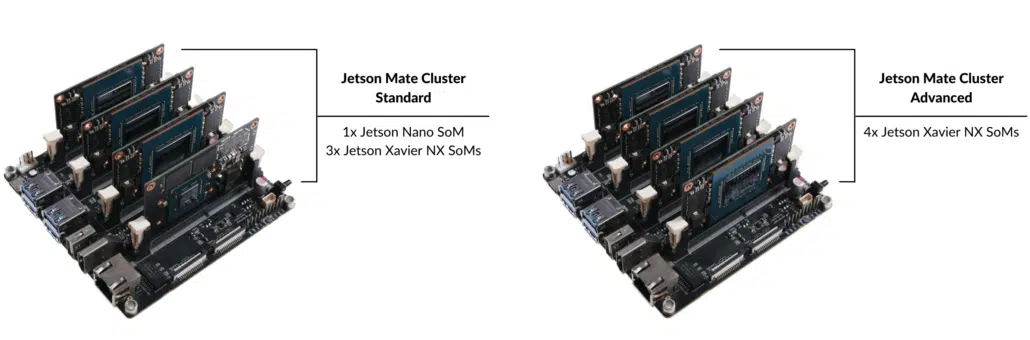 Jetson Mate Cluster
Standard
1x Jetson Nano SoM
3x Jetson Xavier NX SoMs
Jetson Mate Cluster
Advanced
4x Jetson Xavier NX SoMs